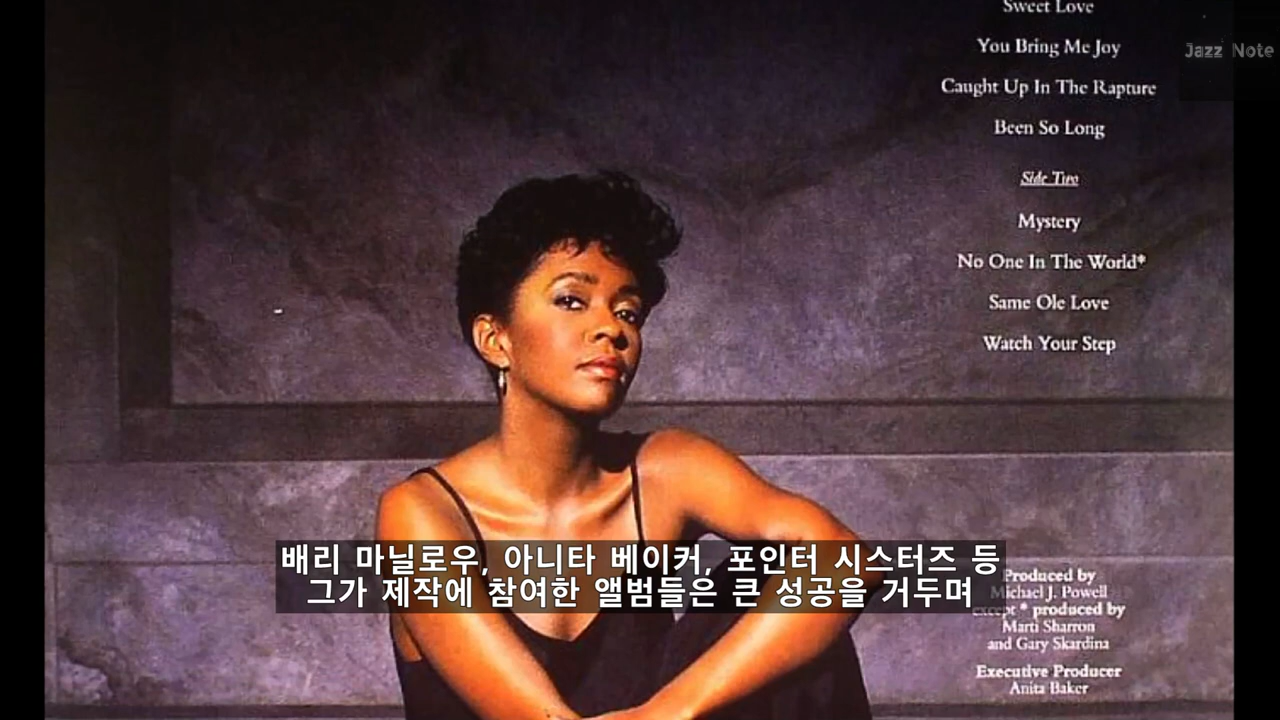 Sweet Love
Jazz Note
You Bring Me Joy
Caught Up In The Rapture
Been So Long
Side Two
Mystery
No One In The World*
Same Ole Love
Watch Your Step
배리 마닐로우, 아니타 베이커, 포인터 시스터즈 등
그가 제작에 참여한 앨범들은 큰 성공을 거두며
Produced by
Michael J. Powell
except * produced by
Marti Sharron
and Gary Skardina
Executive Producer
Anita Baker